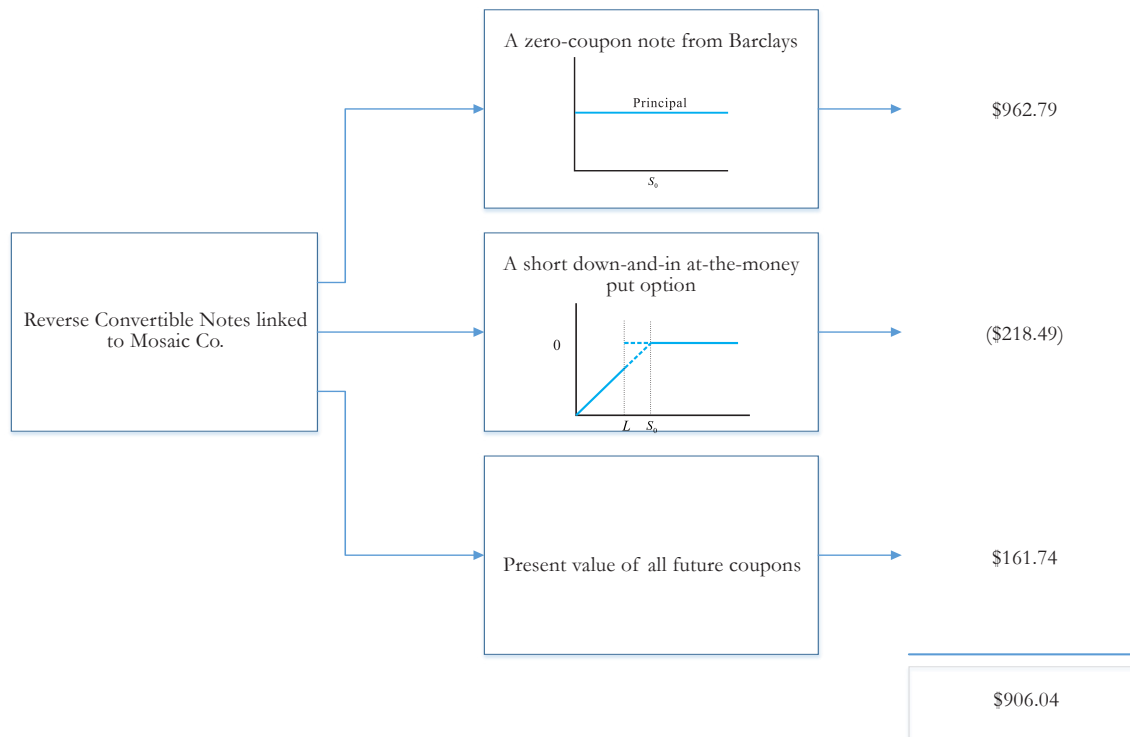 A zero-coupon note from Barclays
Principal
S₀
$962.79
Reverse Convertible Notes linked
to Mosaic Co.
A short down-and-in at-the-money
put option
0
L S₀
($218.49)
Present value of all future coupons
$161.74
$906.04